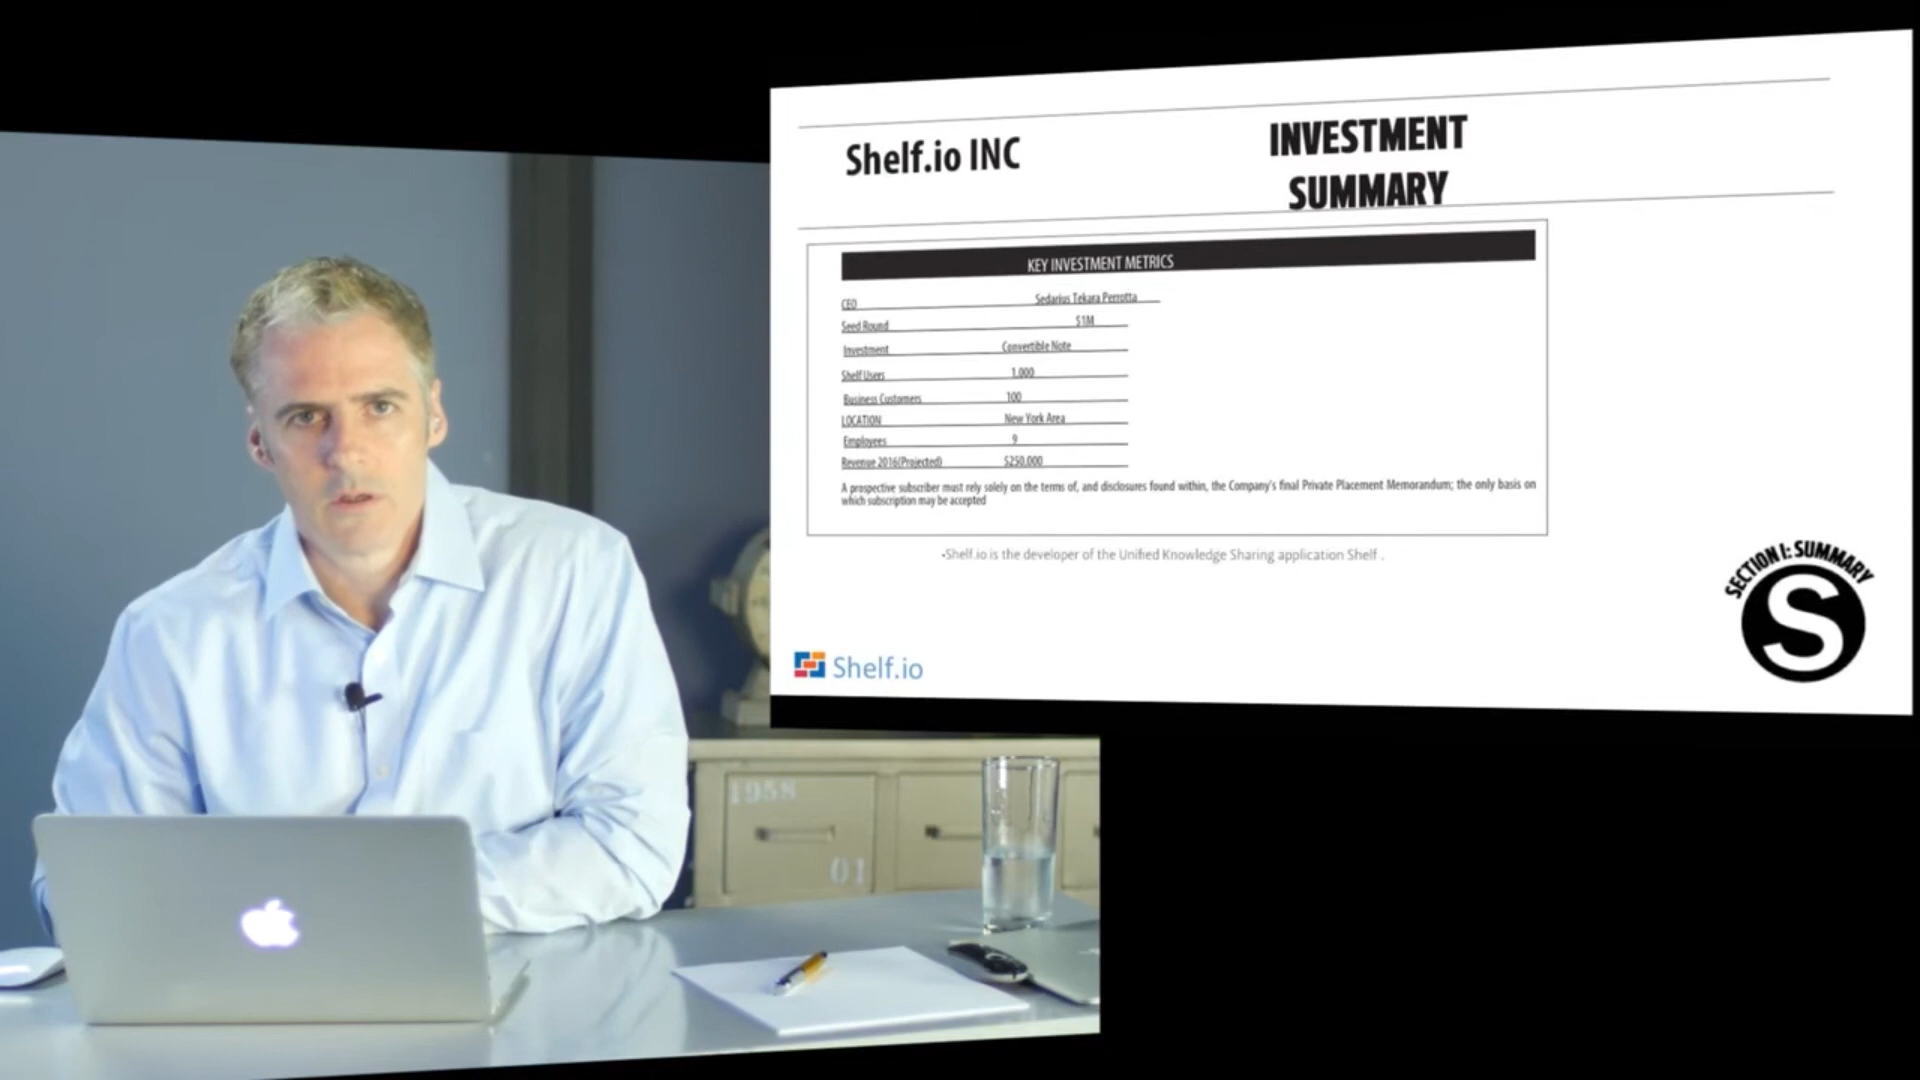 Shelf.io INC
INVESTMENT
SUMMARY
KEY INVESTMENT METRICS
CEO Sedarius Tekara Perrotta
Seed Round $1M
Investment Convertible Note
Shelf Users 1,000
Business Customers 100
LOCATION New York Area
Employees 9
Revenue 2016(Projected) $250,000
A prospective subscriber must rely solely on the terms of, and disclosures found within, the Company's final Private Placement Memorandum; the only basis on
which subscription may be accepted
•Shelf.io is the developer of the Unified Knowledge Sharing application Shelf .
Shelf.io
SECTION I: SUMMARY
S
1958
01